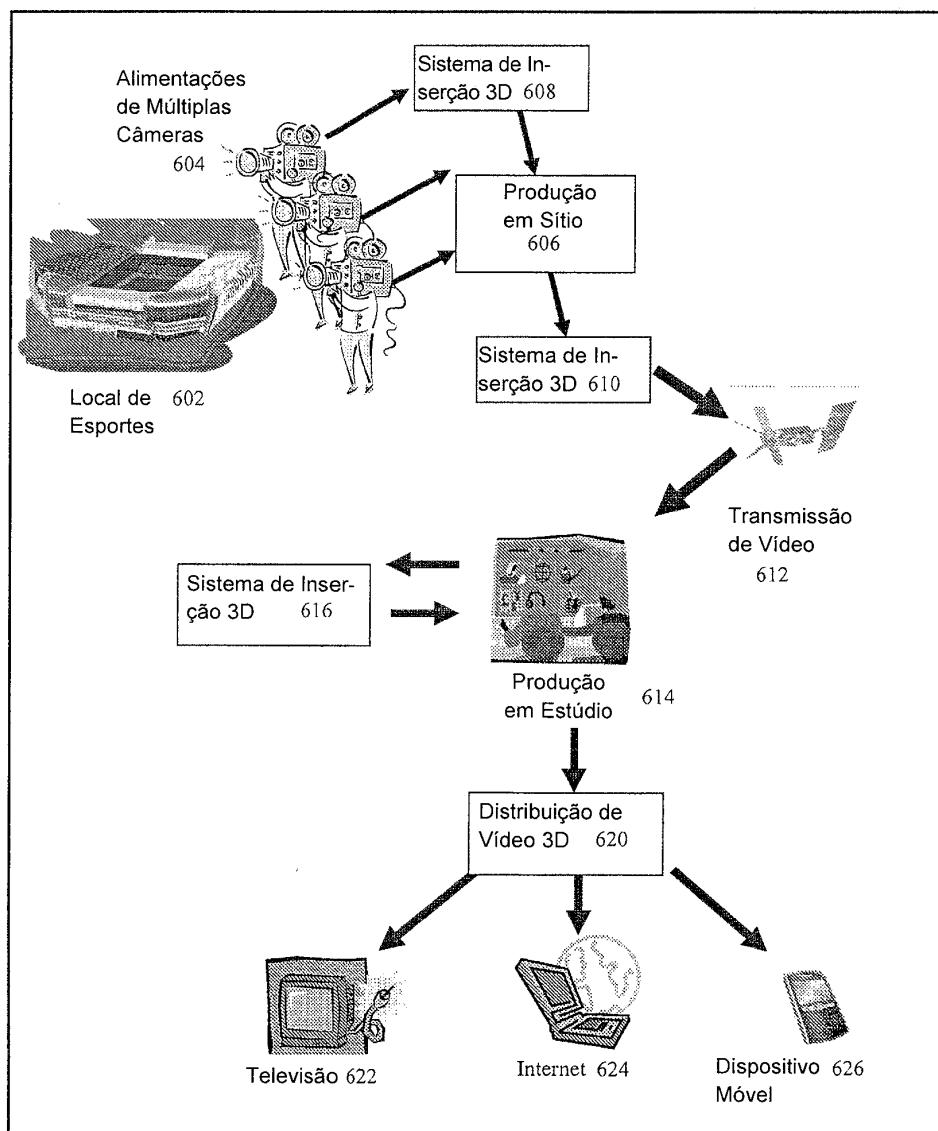 Alimentações
de Múltiplas
Câmeras
604
Sistema de In-
serção 3D 608
Produção
em Sítio
606
Sistema de In-
serção 3D 610
Local de 602
Esportes
Transmissão
de Vídeo
612
Sistema de Inser-
ção 3D 616
Produção
em Estúdio 614
Distribuição de
Vídeo 3D 620
Televisão 622
Internet 624
Dispositivo 626
Móvel